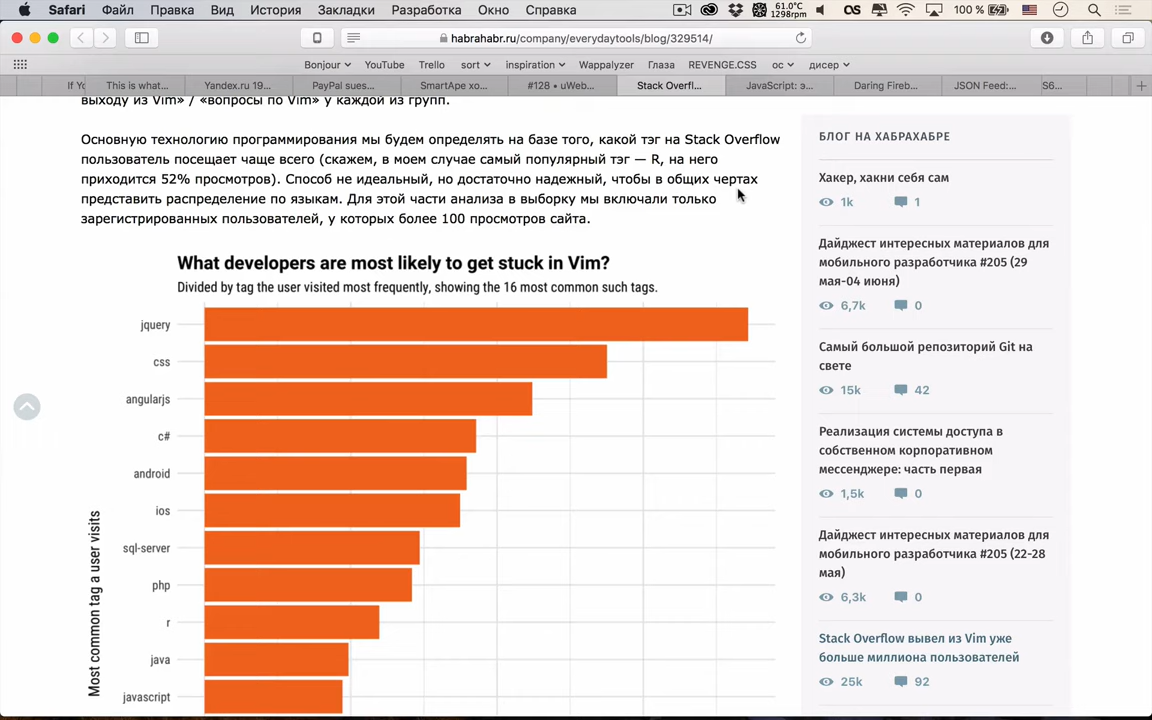 Safari Файл Правка Вид История Закладки Разработка Окно Справка 61.0°C 1298rpm 100 %
habrahabr.ru/company/everydaytools/blog/329514/
Bonjour YouTube Trello sort inspiration Wappalyzer Глаза REVENGE.CSS ос дисер
If Yo This is what... Yandex.ru 19... PayPal sues... SmartApe хо... #128 • uWeb... Stack Overfl... JavaScript: э... Daring Fireb... JSON Feed:... S6...
выходу из Vim» / «вопросы по Vim» у каждой из групп.
Основную технологию программирования мы будем определять на базе того, какой тэг на Stack Overflow
пользователь посещает чаще всего (скажем, в моем случае самый популярный тэг — R, на него
приходится 52% просмотров). Способ не идеальный, но достаточно надежный, чтобы в общих чертах
представить распределение по языкам. Для этой части анализа в выборку мы включали только
зарегистрированных пользователей, у которых более 100 просмотров сайта.
What developers are most likely to get stuck in Vim?
Divided by tag the user visited most frequently, showing the 16 most common such tags.
Most common tag a user visits
jquery
css
angularjs
c#
android
ios
sql-server
php
r
java
javascript
БЛОГ НА ХАБРАХАБРЕ
Хакер, хакни себя сам
1k 1
Дайджест интересных материалов для
мобильного разработчика #205 (29
мая-04 июня)
6,7k 0
Самый большой репозиторий Git на
свете
15k 42
Реализация системы доступа в
собственном корпоративном
мессенджере: часть первая
1,5k 0
Дайджест интересных материалов для
мобильного разработчика #205 (22-28
мая)
6,3k 0
Stack Overflow вывел из Vim уже
больше миллиона пользователей
25k 92